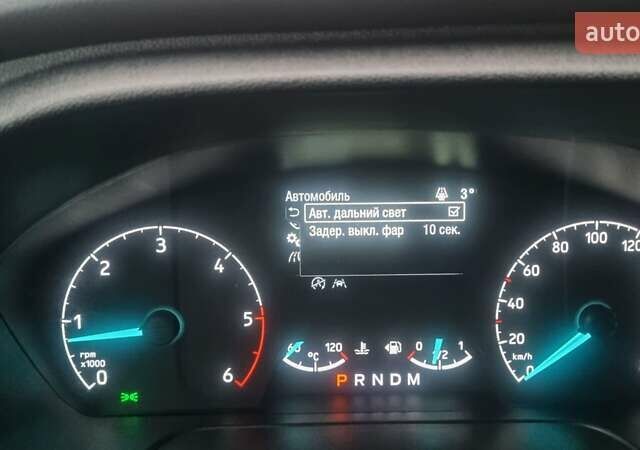 auto
Автомобиль 3°
Авт. дальний свет
Задер. выкл. фар 10 сек.
0 1 2 3 4 5 6
rpm
x1000
0 20 40 60 80 100 120
km/h
60 °C 120
0 1/2 1
P R N D M